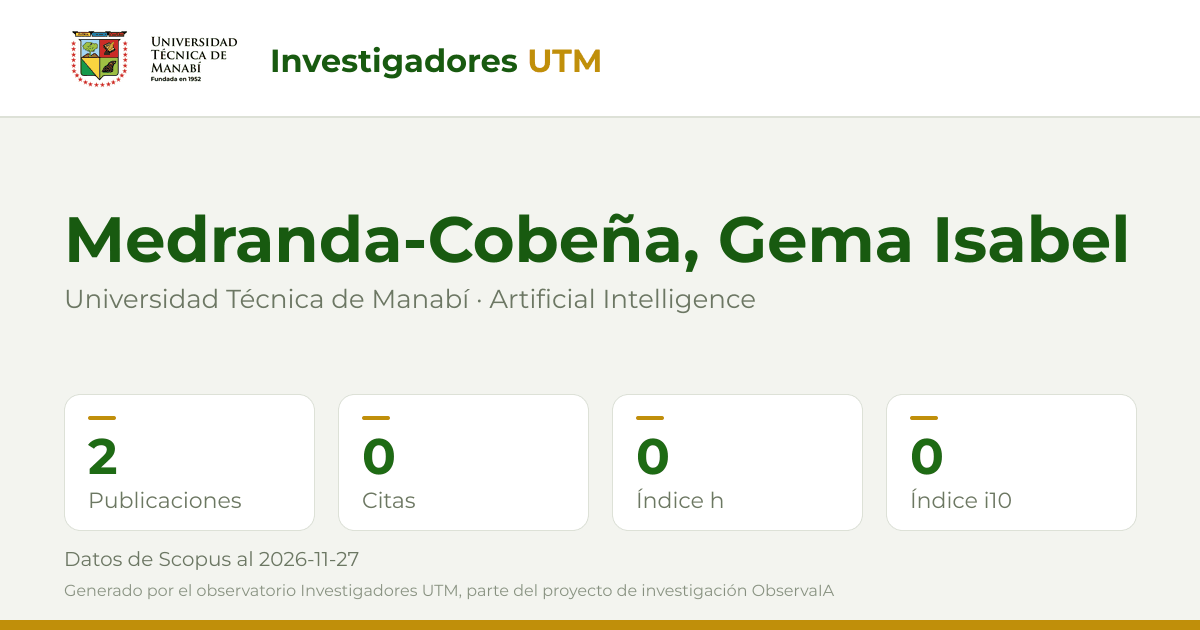 UNIVERSIDAD
TÉCNICA DE
MANABÍ
Fundada en 1952
Investigadores UTM
Medranda-Cobeña, Gema Isabel
Universidad Técnica de Manabí · Artificial Intelligence
2
Publicaciones
0
Citas
0
Índice h
0
Índice i10
Datos de Scopus al 2026-11-27
Generado por el observatorio Investigadores UTM, parte del proyecto de investigación ObservaIA